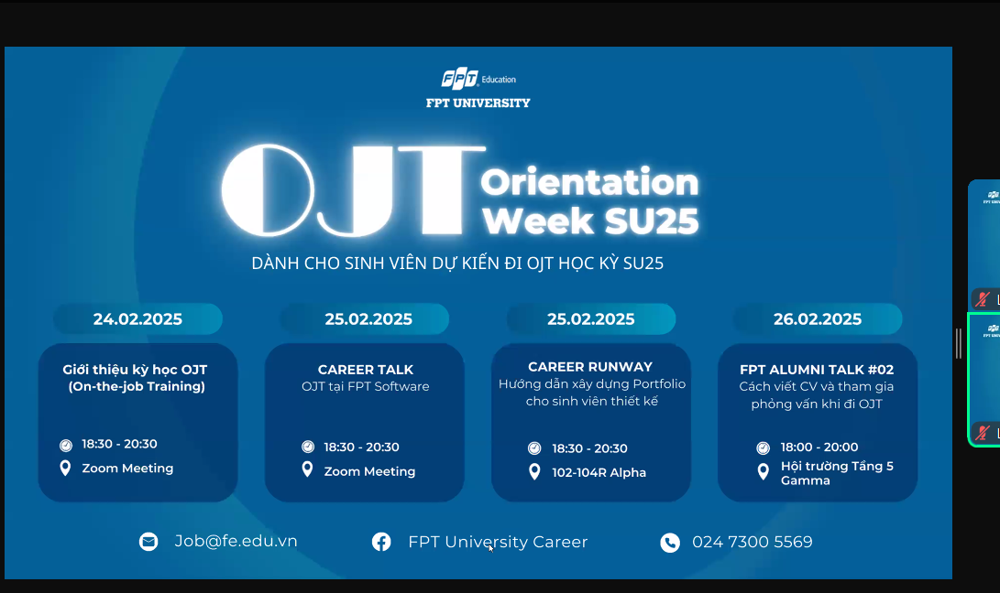 FPT Education
FPT UNIVERSITY
OJT Orientation
Week SU25
DÀNH CHO SINH VIÊN DỰ KIẾN ĐI OJT HỌC KỲ SU25
24.02.2025
Giới thiệu kỳ học OJT
(On-the-job Training)
18:30 - 20:30
Zoom Meeting
25.02.2025
CAREER TALK
OJT tại FPT Software
18:30 - 20:30
Zoom Meeting
25.02.2025
CAREER RUNWAY
Hướng dẫn xây dựng Portfolio
cho sinh viên thiết kế
18:30 - 20:30
102-104R Alpha
26.02.2025
FPT ALUMNI TALK #02
Cách viết CV và tham gia
phỏng vấn khi đi OJT
18:00 - 20:00
Hội trường Tầng 5
Gamma
Job@fe.edu.vn
FPT University Career
024 7300 5569